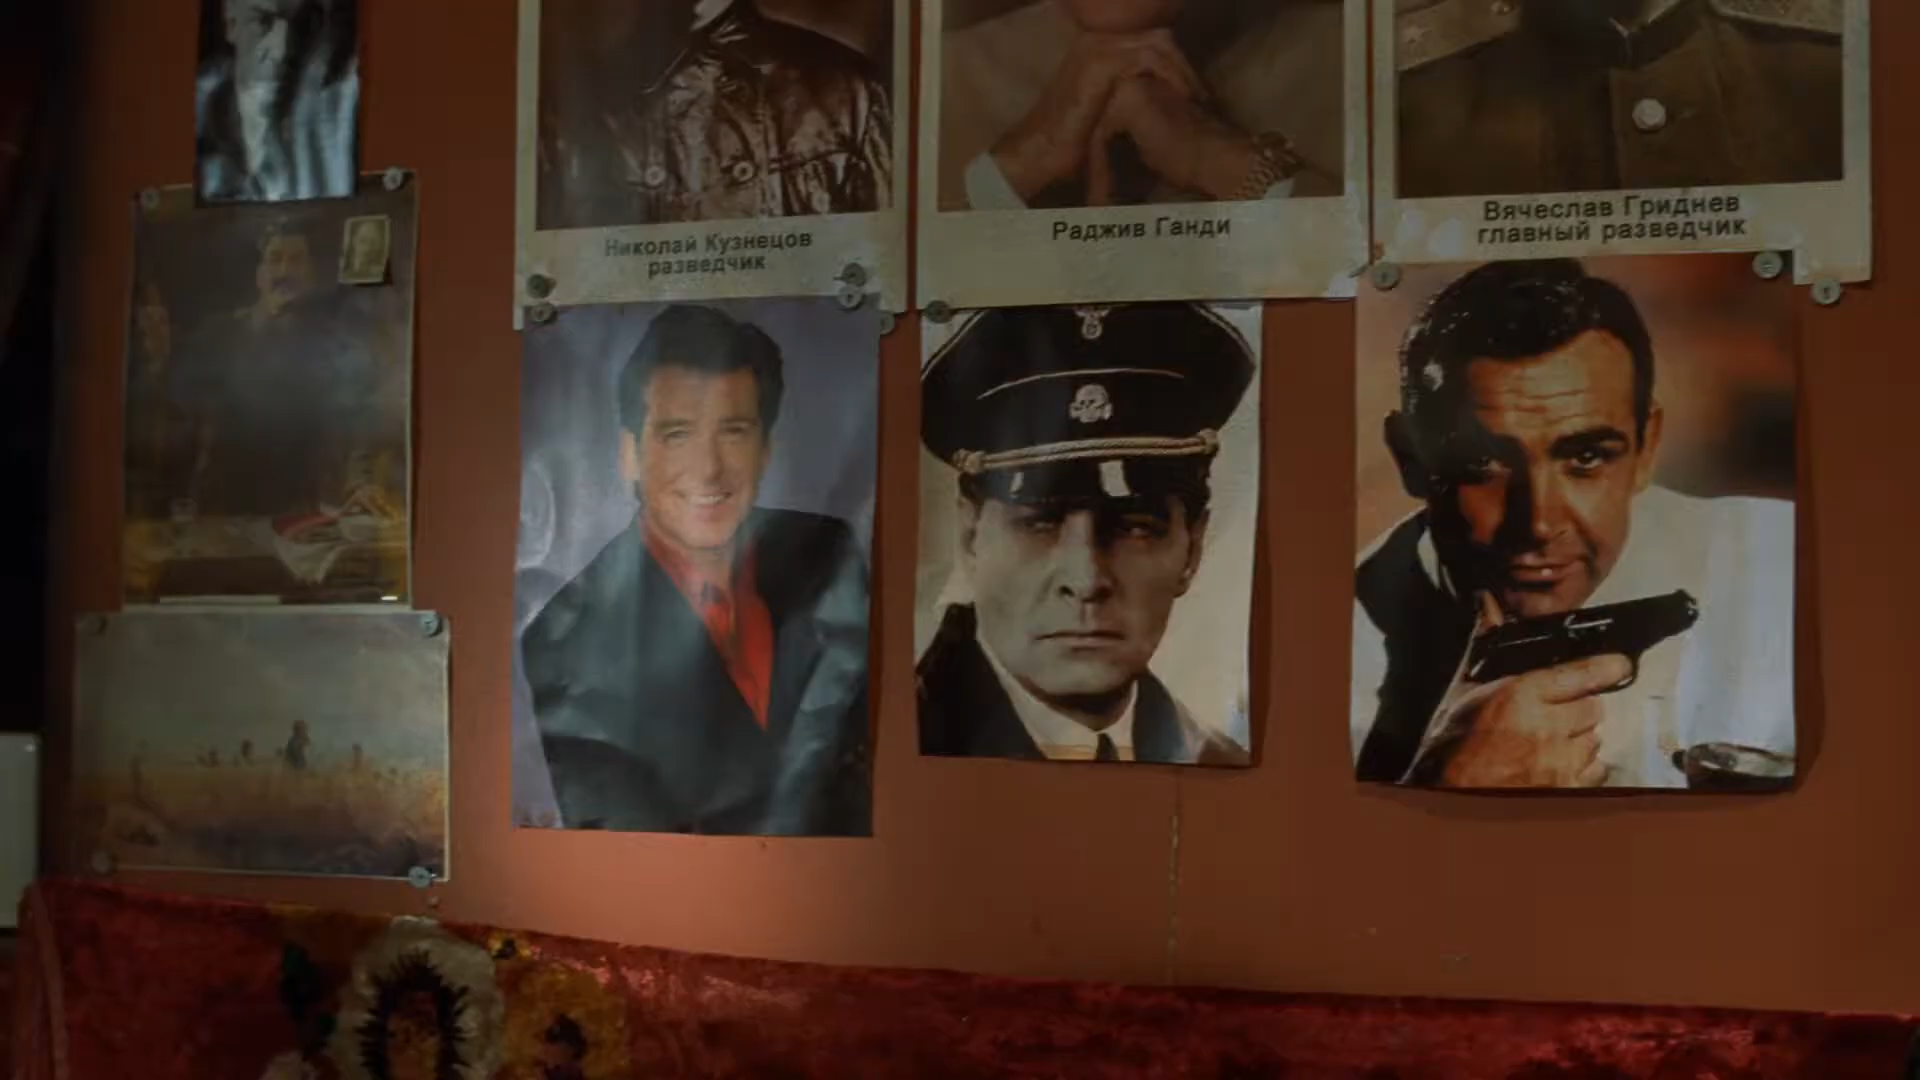 Николай Кузнецов
разведчик
Раджив Ганди
Вячеслав Гриднев
главный разведчик